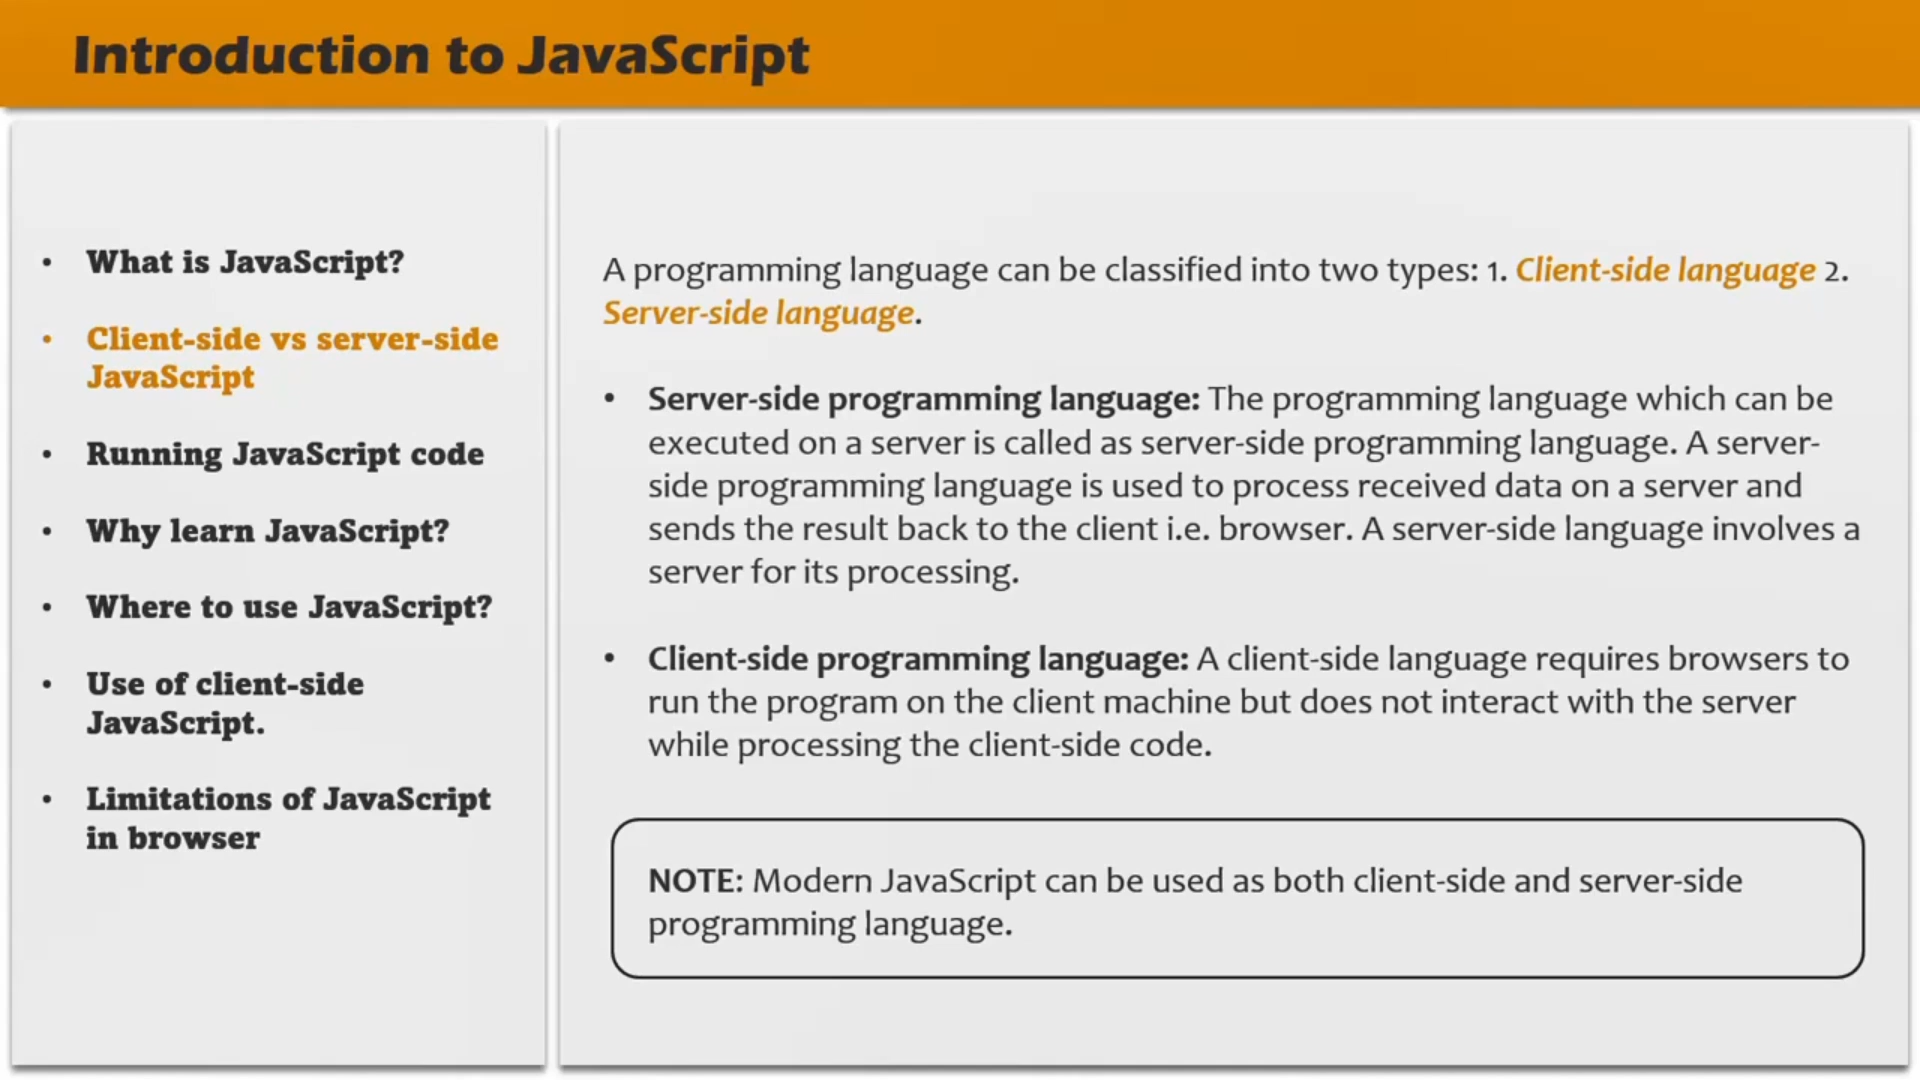 Introduction to JavaScript
• What is JavaScript?
• Client-side vs server-side
JavaScript
• Running JavaScript code
• Why learn JavaScript?
• Where to use JavaScript?
• Use of client-side
JavaScript.
• Limitations of JavaScript
in browser
A programming language can be classified into two types: 1. Client-side language 2.
Server-side language.
• Server-side programming language: The programming language which can be
executed on a server is called as server-side programming language. A server-
side programming language is used to process received data on a server and
sends the result back to the client i.e. browser. A server-side language involves a
server for its processing.
• Client-side programming language: A client-side language requires browsers to
run the program on the client machine but does not interact with the server
while processing the client-side code.
NOTE: Modern JavaScript can be used as both client-side and server-side
programming language.